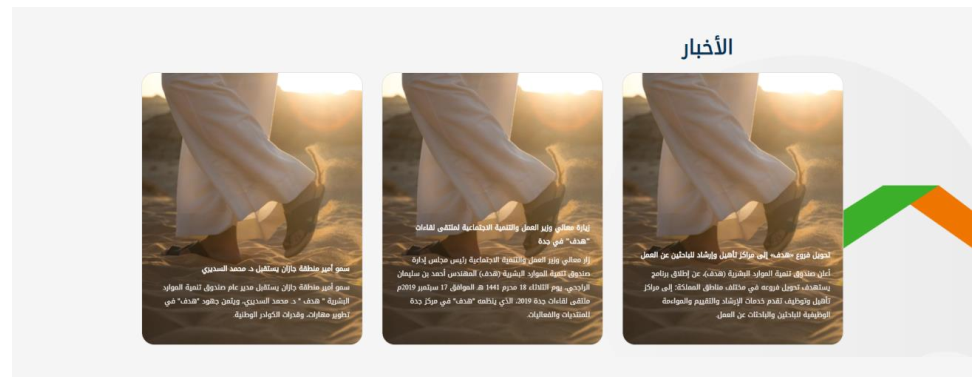 الأخبار
تحويل فروع «هدف» إلى مراكز تأهيل وإرشاد للباحثين عن العمل
أعلن صندوق تنمية الموارد البشرية (هدف)، عن إطلاق برنامج
يستهدف تحويل فروعه في مختلف مناطق المملكة؛ إلى مراكز
تأهيل وتوظيف تقدم خدمات الإرشاد والتقييم والمواءمة
الوظيفية للباحثين والباحثات عن العمل.
زيارة معالي وزير العمل والتنمية الاجتماعية لملتقى لقاءات
"هدف" في جدة
زار معالي وزير العمل والتنمية الاجتماعية رئيس مجلس إدارة
صندوق تنمية الموارد البشرية (هدف) المهندس أحمد بن سليمان
الراجحي، يوم الثلاثاء 18 محرم 1441 هـ الموافق 17 سبتمبر 2019م
ملتقى لقاءات جدة 2019، الذي ينظمه "هدف" في مركز جدة
للمنتديات والفعاليات.
سمو أمير منطقة جازان يستقبل د. محمد السديري
سمو أمير منطقة جازان يستقبل مدير عام صندوق تنمية الموارد
البشرية " هدف " د. محمد السديري، ويثمن جهود "هدف" في
تطوير مهارات، وقدرات الكوادر الوطنية.